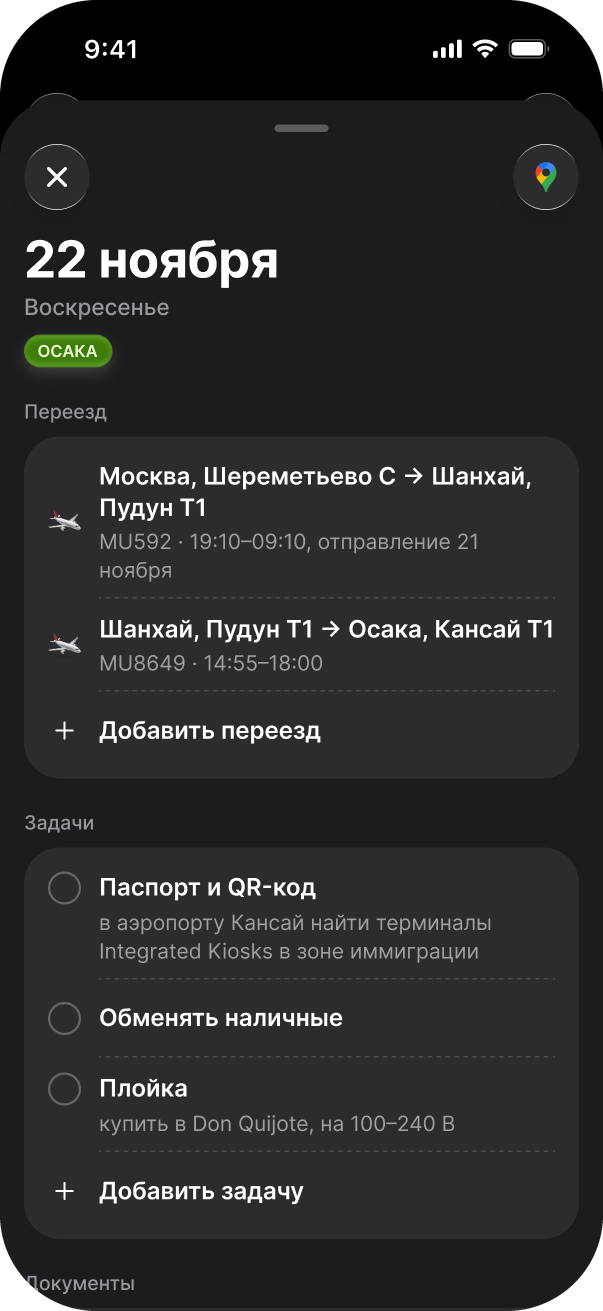 9:41
22 ноября
Воскресенье
ОСАКА
Переезд
Москва, Шереметьево C → Шанхай,
Пудун T1
MU592 · 19:10–09:10, отправление 21
ноября
Шанхай, Пудун T1 → Осака, Кансай T1
MU8649 · 14:55–18:00
+ Добавить переезд
Задачи
Паспорт и QR-код
в аэропорту Кансай найти терминалы
Integrated Kiosks в зоне иммиграции
Обменять наличные
Плойка
купить в Don Quijote, на 100–240 В
+ Добавить задачу
Документы